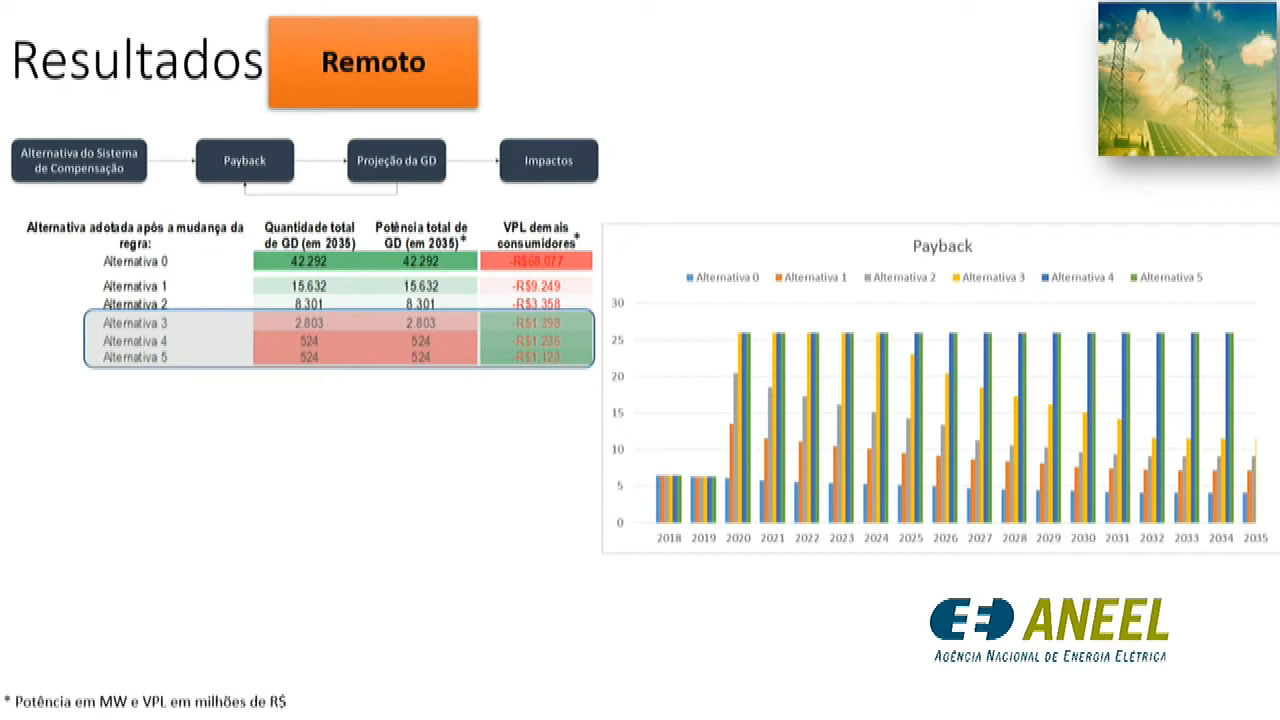 Resultados
Remoto
Alternativa do Sistema
de Compensação
Payback
Projeção da GD
Impactos
Alternativa adotada após a mudança da
regra:
Quantidade total
de GD (em 2035)
Potência total de
GD (em 2035)*
VPL demais
consumidores*
Alternativa 0 42.292 42.292 -R$68.077
Alternativa 1 15.632 15.632 -R$9.249
Alternativa 2 8.301 8.301 -R$3.358
Alternativa 3 2.803 2.803 -R$1.398
Alternativa 4 524 524 -R$1.236
Alternativa 5 524 524 -R$1.123
Payback
Alternativa 0 Alternativa 1 Alternativa 2 Alternativa 3 Alternativa 4 Alternativa 5
30
25
20
15
10
5
0
2018 2019 2020 2021 2022 2023 2024 2025 2026 2027 2028 2029 2030 2031 2032 2033 2034 2035
ANEEL
AGÊNCIA NACIONAL DE ENERGIA ELÉTRICA
* Potência em MW e VPL em milhões de R$